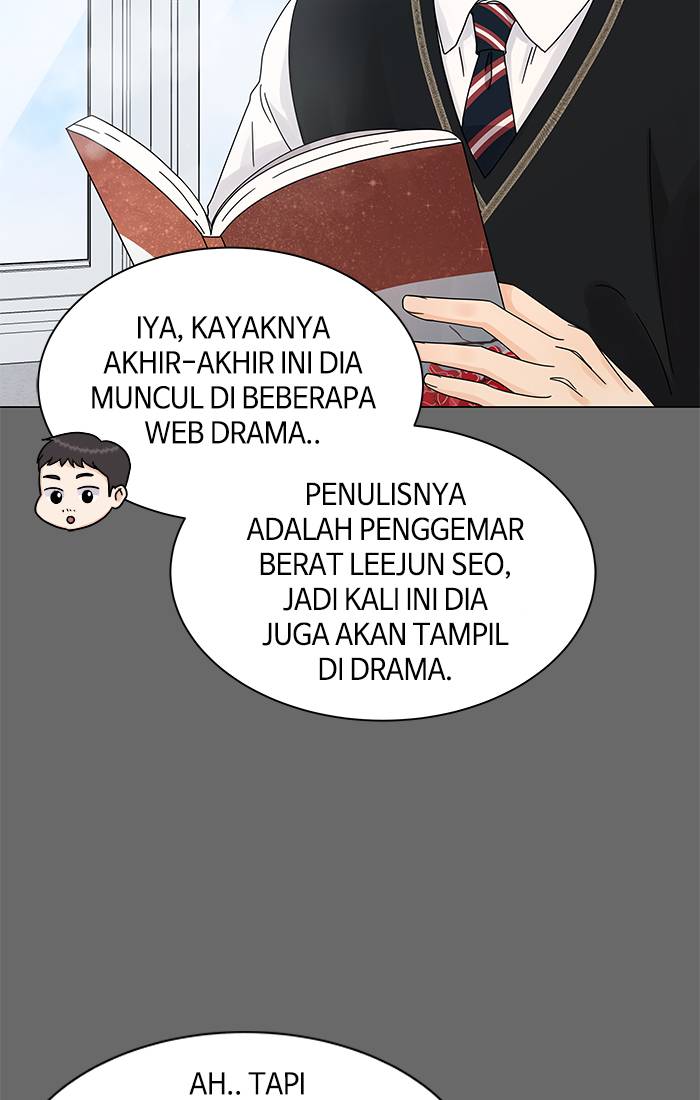 IYA, KAYAKNYA
AKHIR-AKHIR INI DIA
MUNCUL DI BEBERAPA
WEB DRAMA..
PENULISNYA
ADALAH PENGGEMAR
BERAT LEEJUN SEO,
JADI KALI INI DIA
JUGA AKAN TAMPIL
DI DRAMA.
AH.. TAPI